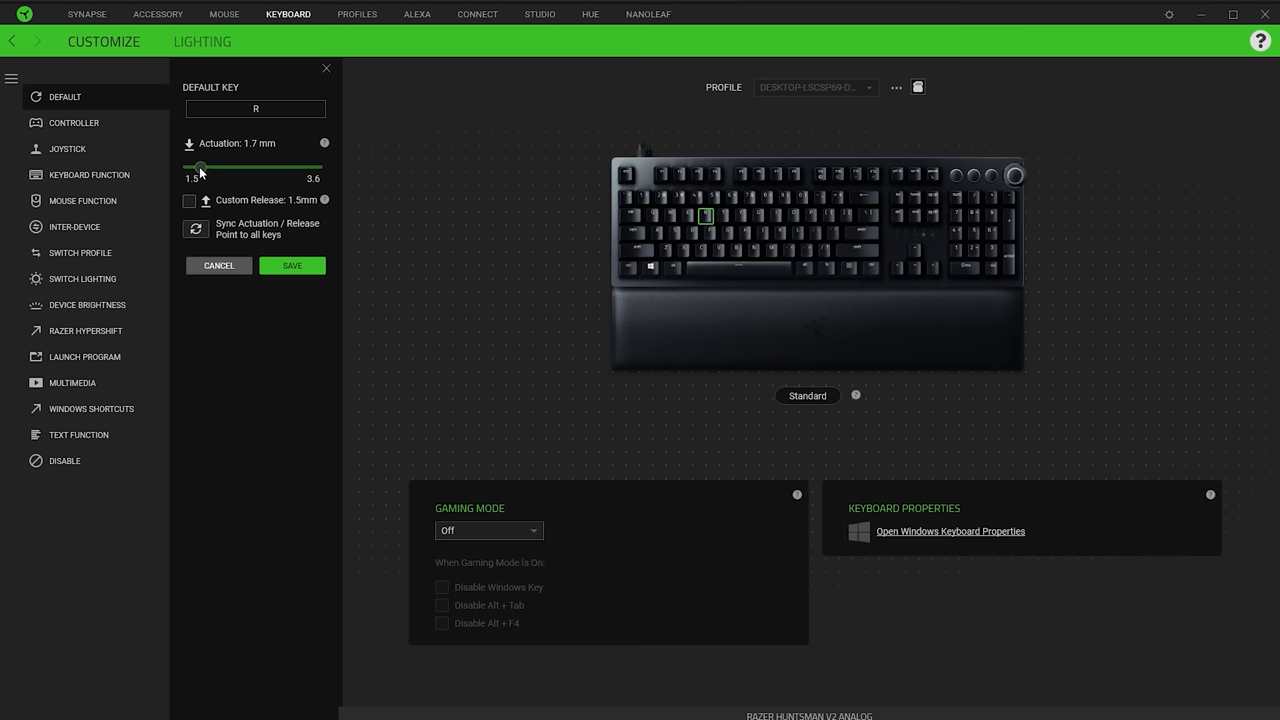 SYNAPSE ACCESSORY MOUSE KEYBOARD PROFILES ALEXA CONNECT STUDIO HUE NANOLEAF
CUSTOMIZE LIGHTING ?
DEFAULT
CONTROLLER
JOYSTICK
KEYBOARD FUNCTION
MOUSE FUNCTION
INTER-DEVICE
SWITCH PROFILE
SWITCH LIGHTING
DEVICE BRIGHTNESS
RAZER HYPERSHIFT
LAUNCH PROGRAM
MULTIMEDIA
WINDOWS SHORTCUTS
TEXT FUNCTION
DISABLE
DEFAULT KEY
R
Actuation: 1.7 mm ?
1.5 3.6
Custom Release: 1.5mm ?
Sync Actuation / Release
Point to all keys
CANCEL SAVE
PROFILE DESKTOP-LSCSP69-D...
Standard ?
GAMING MODE ?
Off
When Gaming Mode is On:
Disable Windows Key
Disable Alt + Tab
Disable Alt + F4
KEYBOARD PROPERTIES ?
Open Windows Keyboard Properties
RAZER HUNTSMAN V2 ANALOG